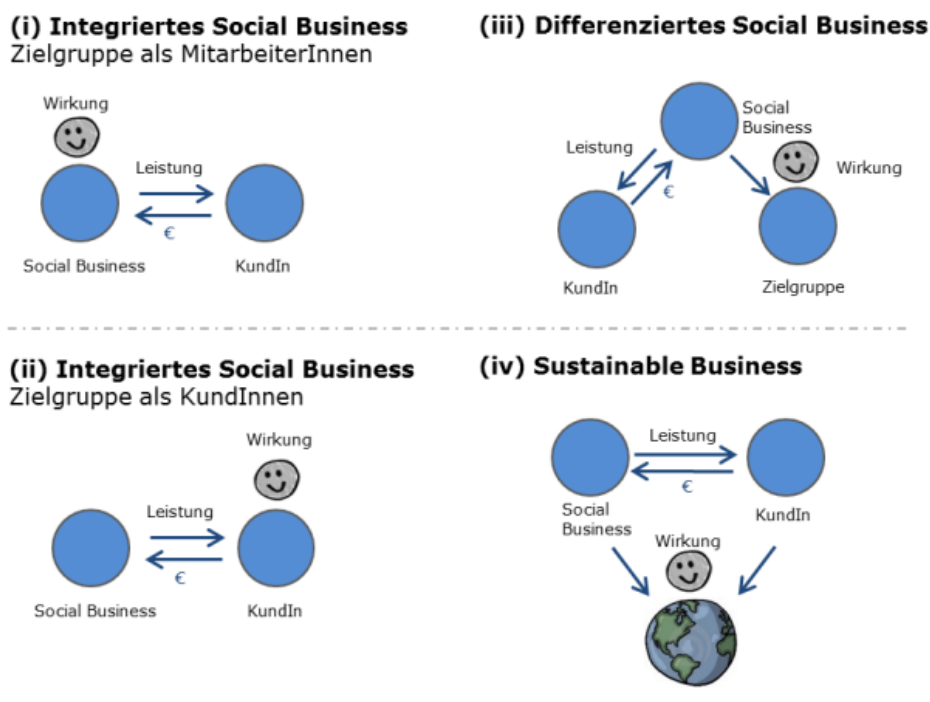 (i) Integriertes Social Business
Zielgruppe als MitarbeiterInnen
Wirkung
Leistung
€
Social Business
KundIn
(iii) Differenziertes Social Business
Social
Business
Leistung
€
Wirkung
KundIn
Zielgruppe
(ii) Integriertes Social Business
Zielgruppe als KundInnen
Wirkung
Leistung
€
Social Business
KundIn
(iv) Sustainable Business
Leistung
€
Social
Business
KundIn
Wirkung